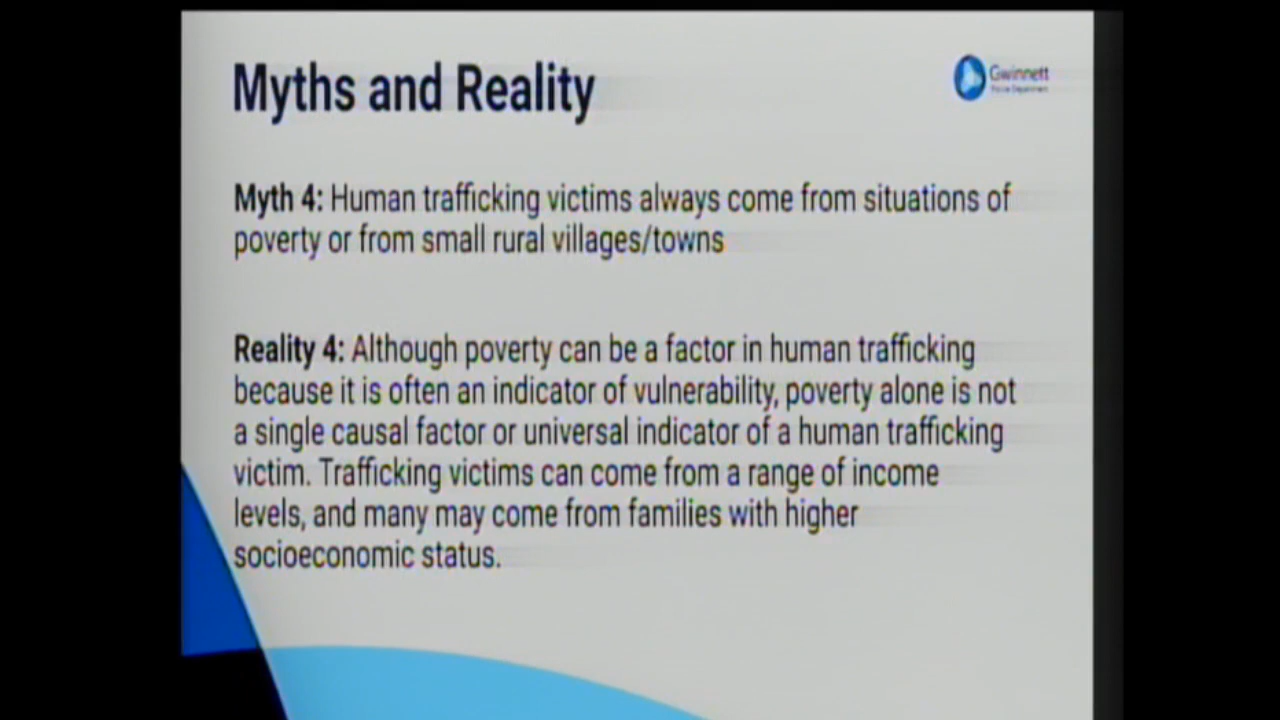 Myths and Reality
Gwinnett
Police Department
Myth 4: Human trafficking victims always come from situations of
poverty or from small rural villages/towns
Reality 4: Although poverty can be a factor in human trafficking
because it is often an indicator of vulnerability, poverty alone is not
a single causal factor or universal indicator of a human trafficking
victim. Trafficking victims can come from a range of income
levels, and many may come from families with higher
socioeconomic status.